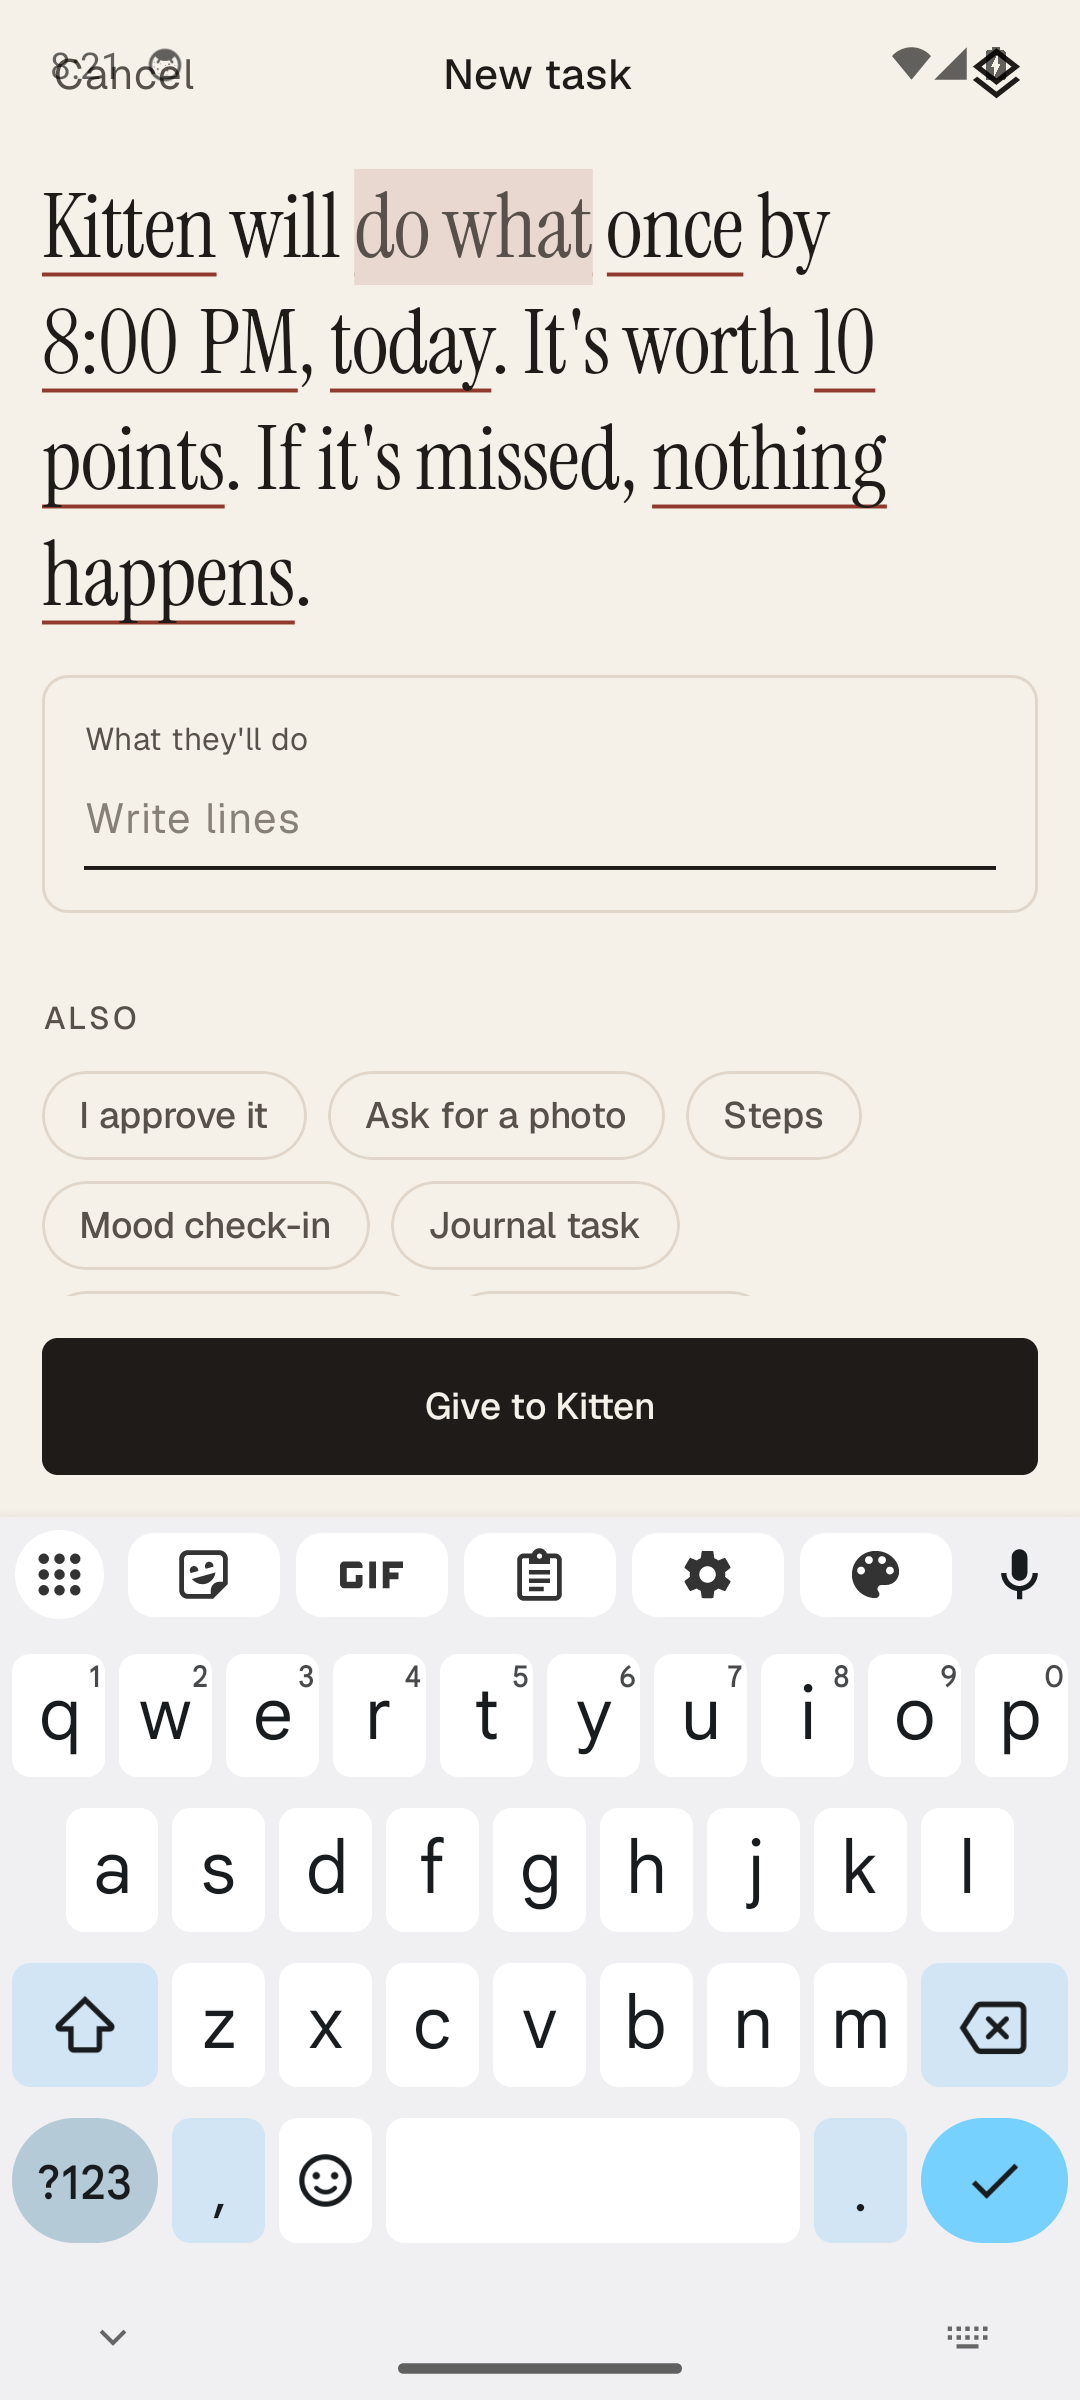 8:21
Cancel
New task
Kitten will do what once by
8:00 PM, today. It's worth 10
points. If it's missed, nothing
happens.
What they'll do
Write lines
ALSO
I approve it
Ask for a photo
Steps
Mood check-in
Journal task
Give to Kitten
GIF
q 1 w 2 e 3 r 4 t 5 y 6 u 7 i 8 o 9 p 0
a s d f g h j k l
z x c v b n m
?123 , .